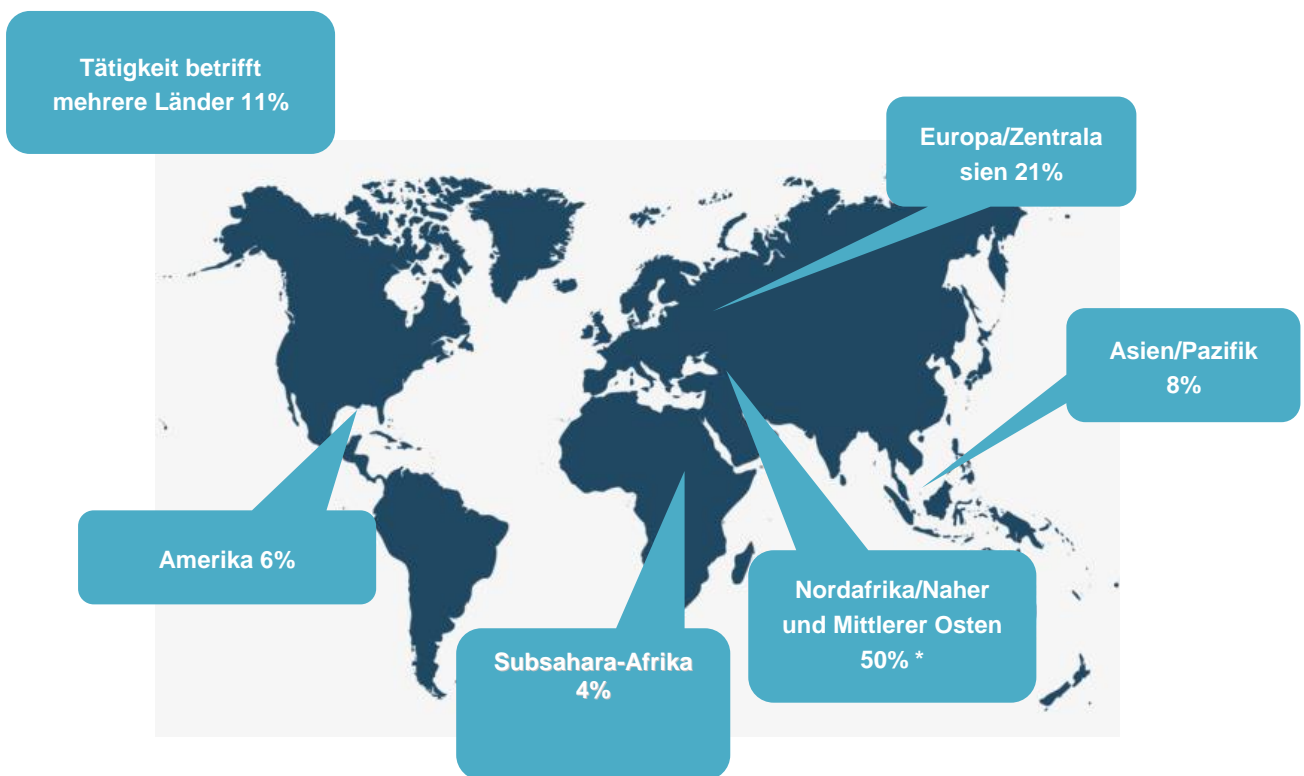 Tätigkeit betrifft
mehrere Länder 11%
Europa/Zentrala
sien 21%
Asien/Pazifik
8%
Amerika 6%
Nordafrika/Naher
und Mittlerer Osten
50% *
Subsahara-Afrika
4%